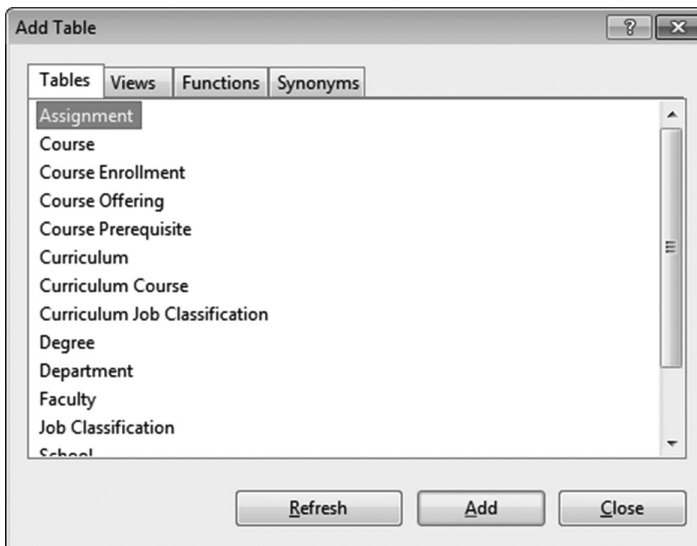 Add Table
Tables Views Functions Synonyms
Assignment
Course
Course Enrollment
Course Offering
Course Prerequisite
Curriculum
Curriculum Course
Curriculum Job Classification
Degree
Department
Faculty
Job Classification
School
Refresh Add Close